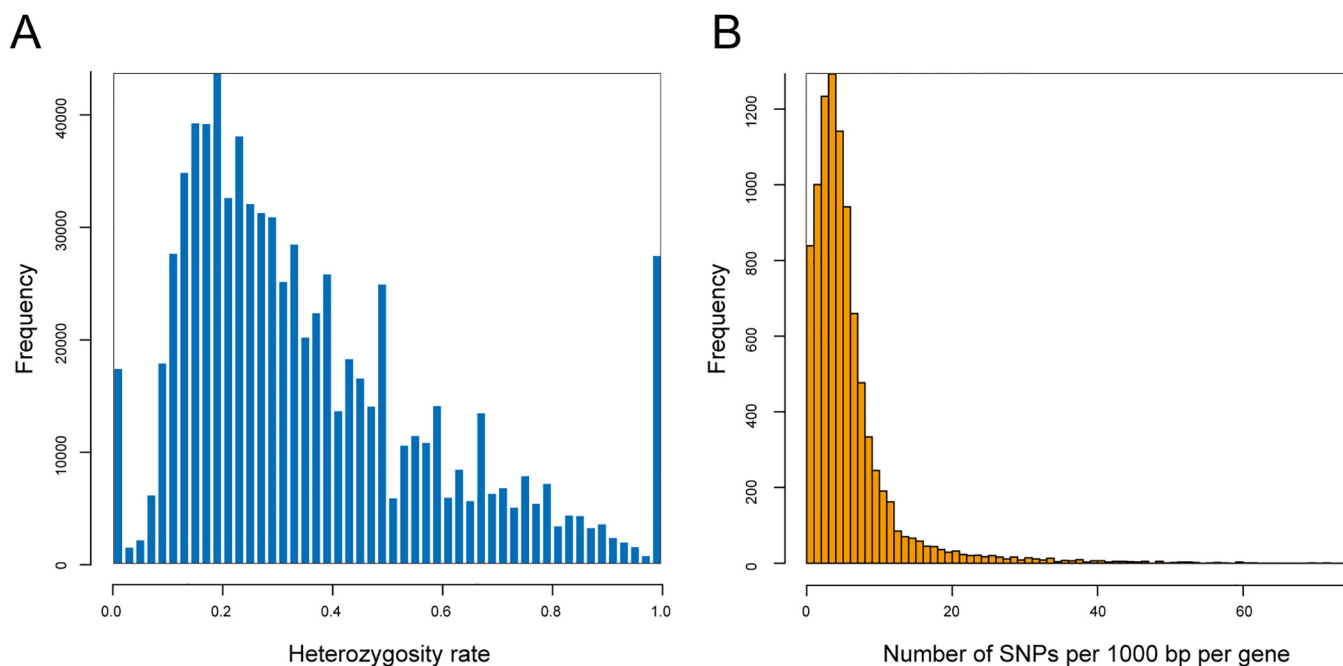 A
Frequency
40000
30000
20000
10000
0
0.0 0.2 0.4 0.6 0.8 1.0
Heterozygosity rate
B
Frequency
1200
1000
800
600
400
200
0
0 20 40 60
Number of SNPs per 1000 bp per gene